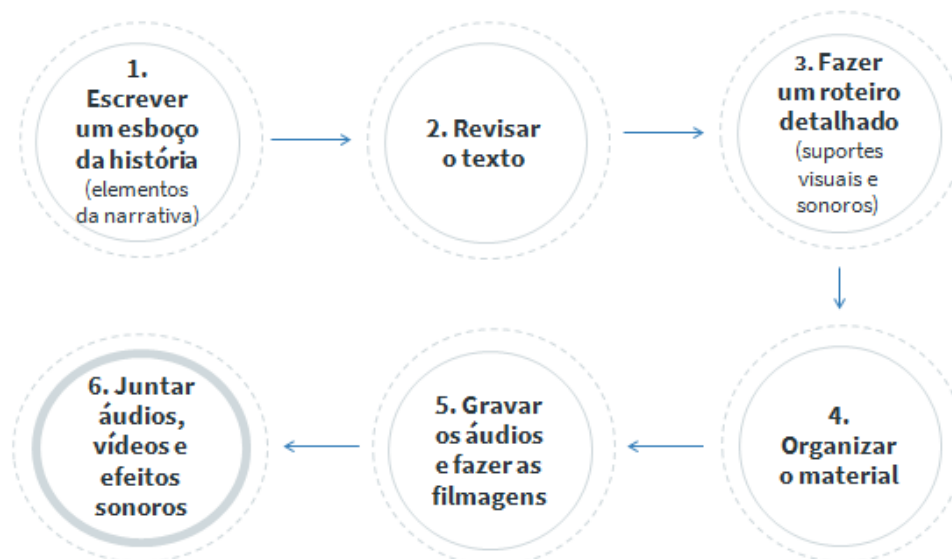 1.
Escrever
um esboço
da história
(elementos
da narrativa)
2. Revisar
o texto
3. Fazer
um roteiro
detalhado
(suportes
visuais e
sonoros)
4.
Organizar
o material
5. Gravar
os áudios
e fazer as
filmagens
6. Juntar
áudios,
vídeos e
efeitos
sonoros